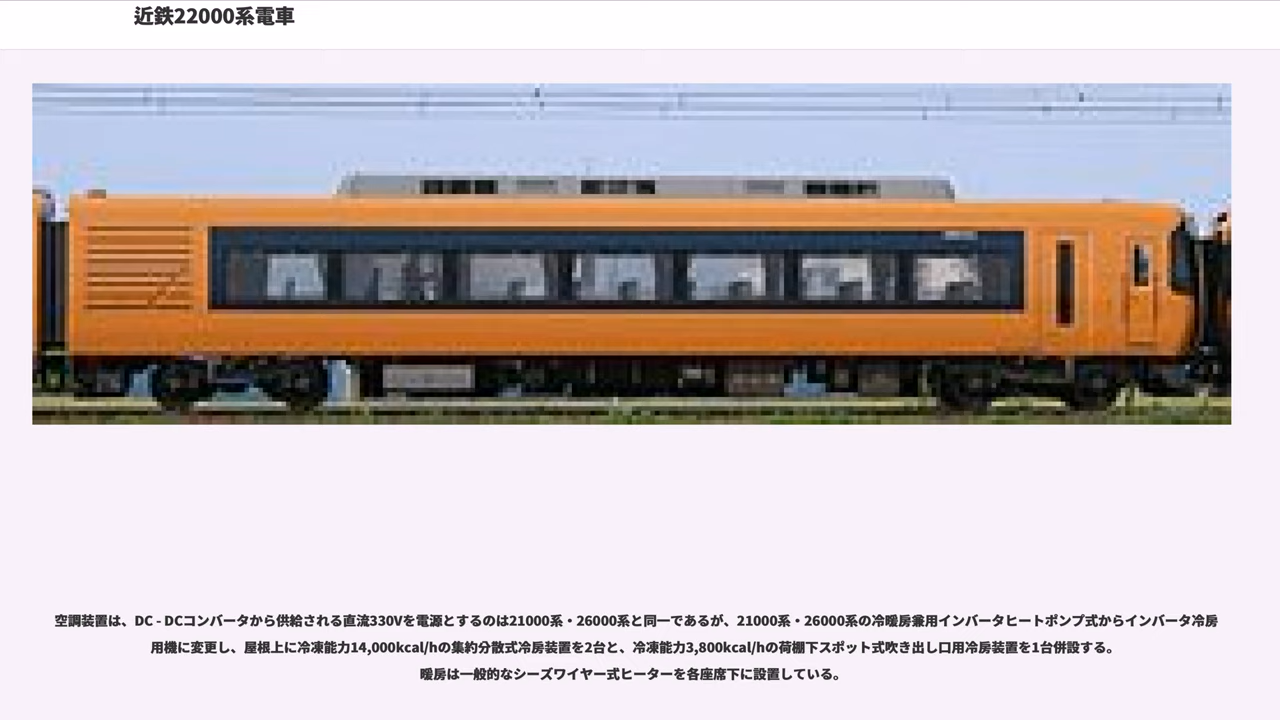 近鉄22000系電車
空調装置は、DC - DCコンバータから供給される直流330Vを電源とするのは21000系・26000系と同一であるが、21000系・26000系の冷暖房兼用インバータヒートポンプ式からインバータ冷房
用機に変更し、屋根上に冷凍能力14,000kcal/hの集約分散式冷房装置を2台と、冷凍能力3,800kcal/hの荷棚下スポット式吹き出し口用冷房装置を1台併設する。
暖房は一般的なシーズワイヤー式ヒーターを各座席下に設置している。